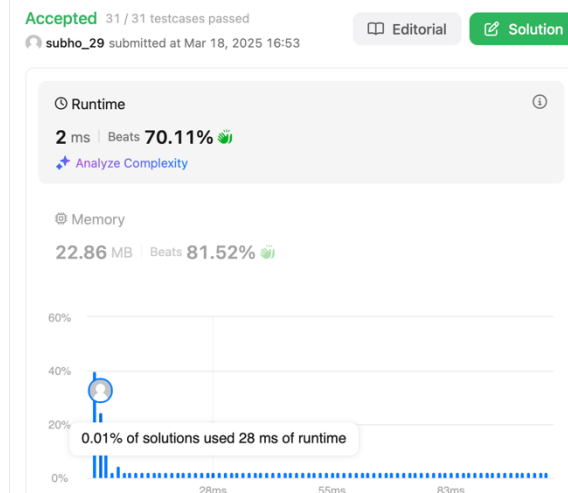 Accepted 31 / 31 testcases passed
subho_29 submitted at Mar 18, 2025 16:53
Editorial
Solution
Runtime
2 ms | Beats 70.11%
Analyze Complexity
Memory
22.86 MB | Beats 81.52%
60%
40%
20%
0.01% of solutions used 28 ms of runtime
0%
28ms 55ms 83ms